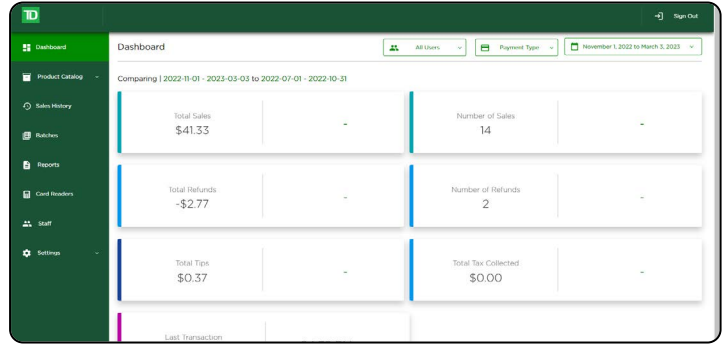 TD
Sign Out
Dashboard
Product Catalog
Sales History
Batches
Reports
Card Readers
Staff
Settings
Dashboard
All Users
Payment Type
November 1, 2022 to March 3, 2023
Comparing | 2022-11-01 - 2023-03-03 to 2022-07-01 - 2022-10-31
Total Sales
$41.33
-
Number of Sales
14
-
Total Refunds
-$2.77
-
Number of Refunds
2
-
Total Tips
$0.37
-
Total Tax Collected
$0.00
-
Last Transaction